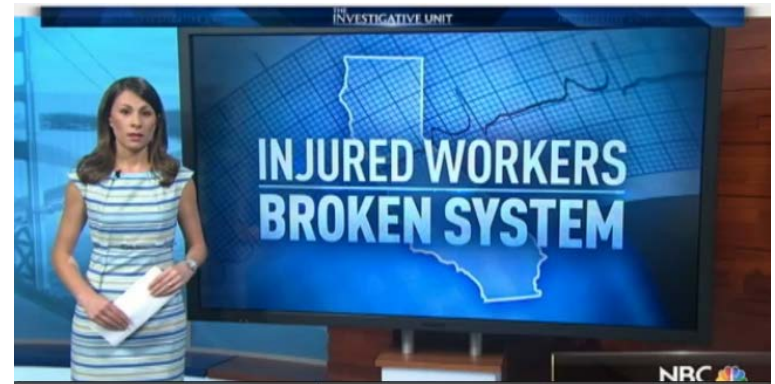 THE
INVESTIGATIVE UNIT
INJURED WORKERS
BROKEN SYSTEM
NBC